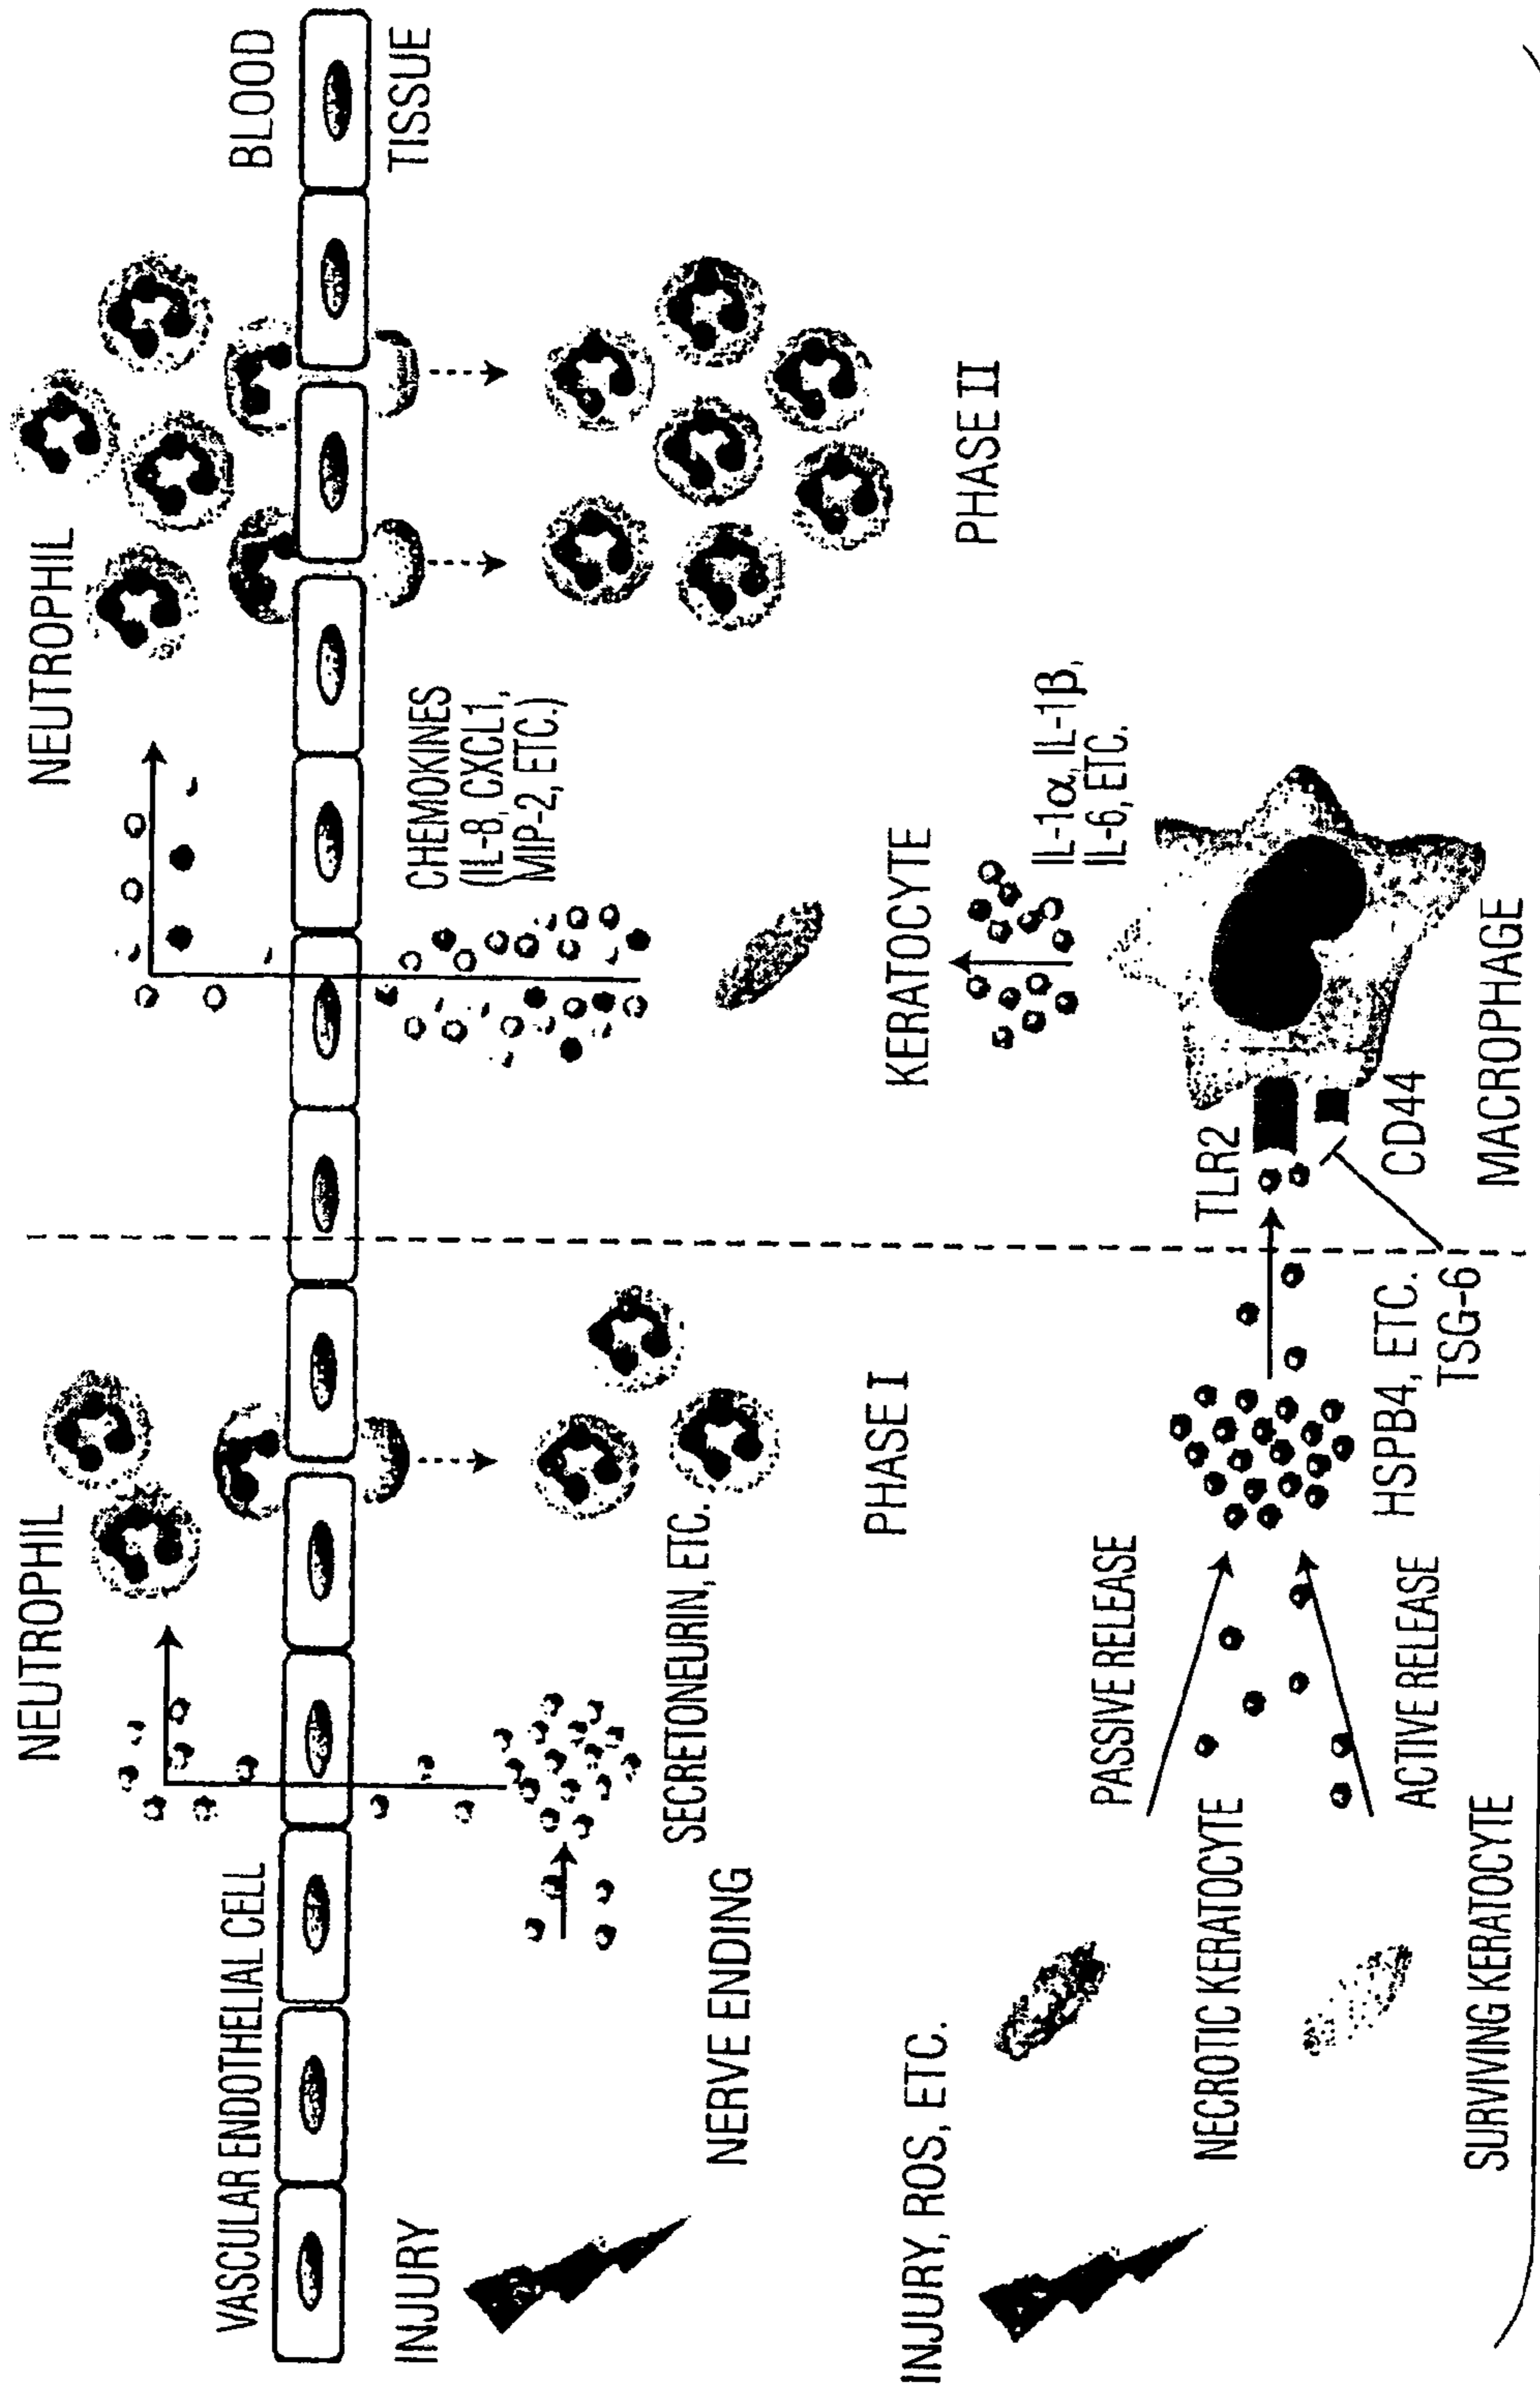 NEUTROPHIL
NEUTROPHIL
VASCULAR ENDOTHELIAL CELL
BLOOD
TISSUE
INJURY
CHEMOKINES
(IL-8, CXCL1,
MIP-2, ETC.)
SECRETONEURIN, ETC.
NERVE ENDING
PHASE I
KERATOCYTE
PHASE II
INJURY, ROS, ETC.
IL-1α, IL-1β,
IL-6, ETC.
PASSIVE RELEASE
NECROTIC KERATOCYTE
TLR2
HSPB4, ETC.
CD44
ACTIVE RELEASE
TSG-6
SURVIVING KERATOCYTE
MACROPHAGE